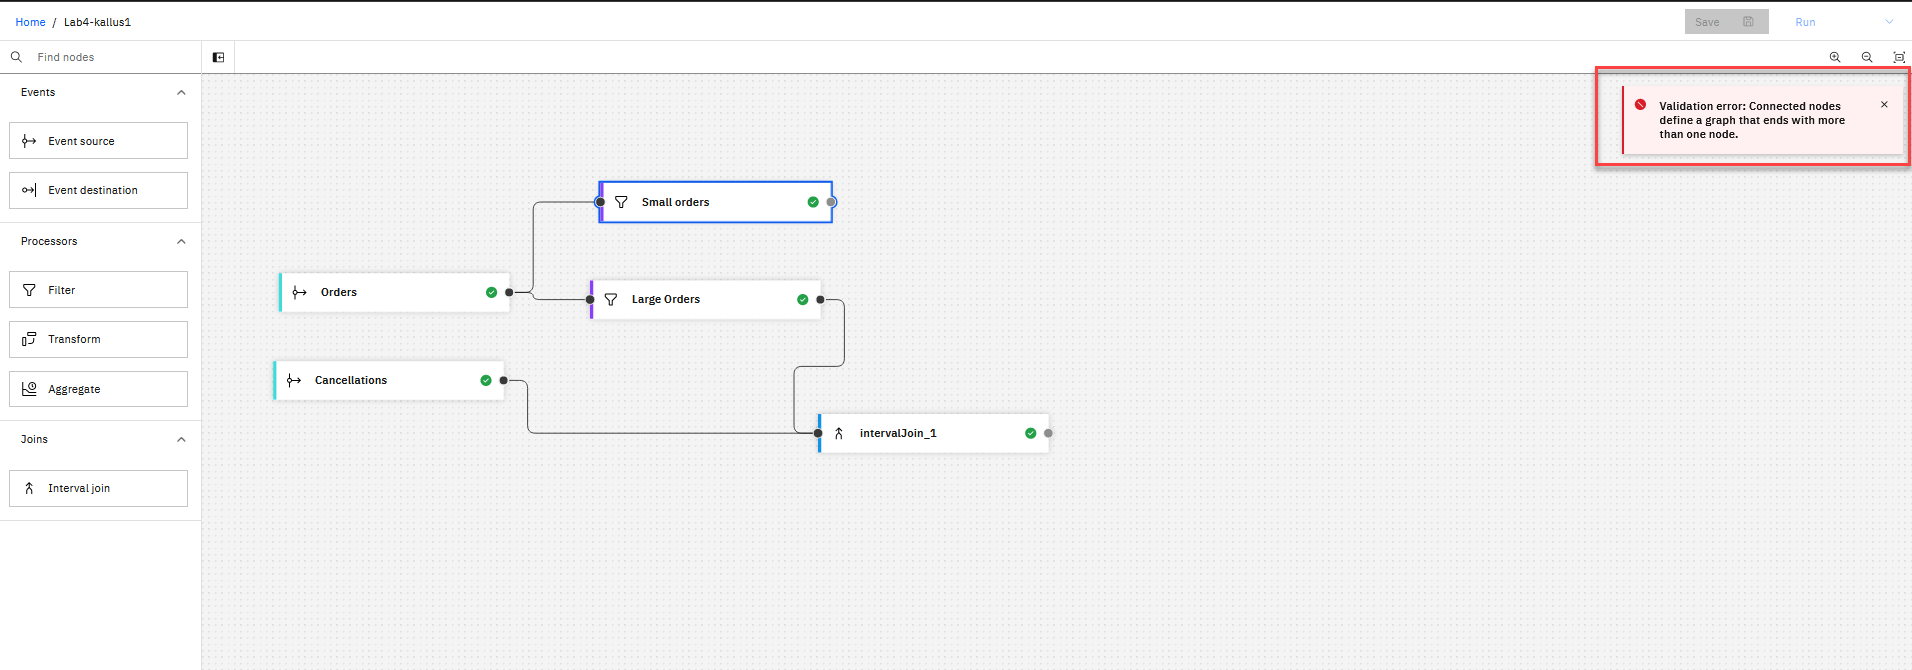 Home / Lab4-kallus1
Save
Run
Find nodes
Events
Event source
Event destination
Processors
Filter
Transform
Aggregate
Joins
Interval join
Validation error: Connected nodes
define a graph that ends with more
than one node.
Small orders
Orders
Large Orders
Cancellations
intervalJoin_1